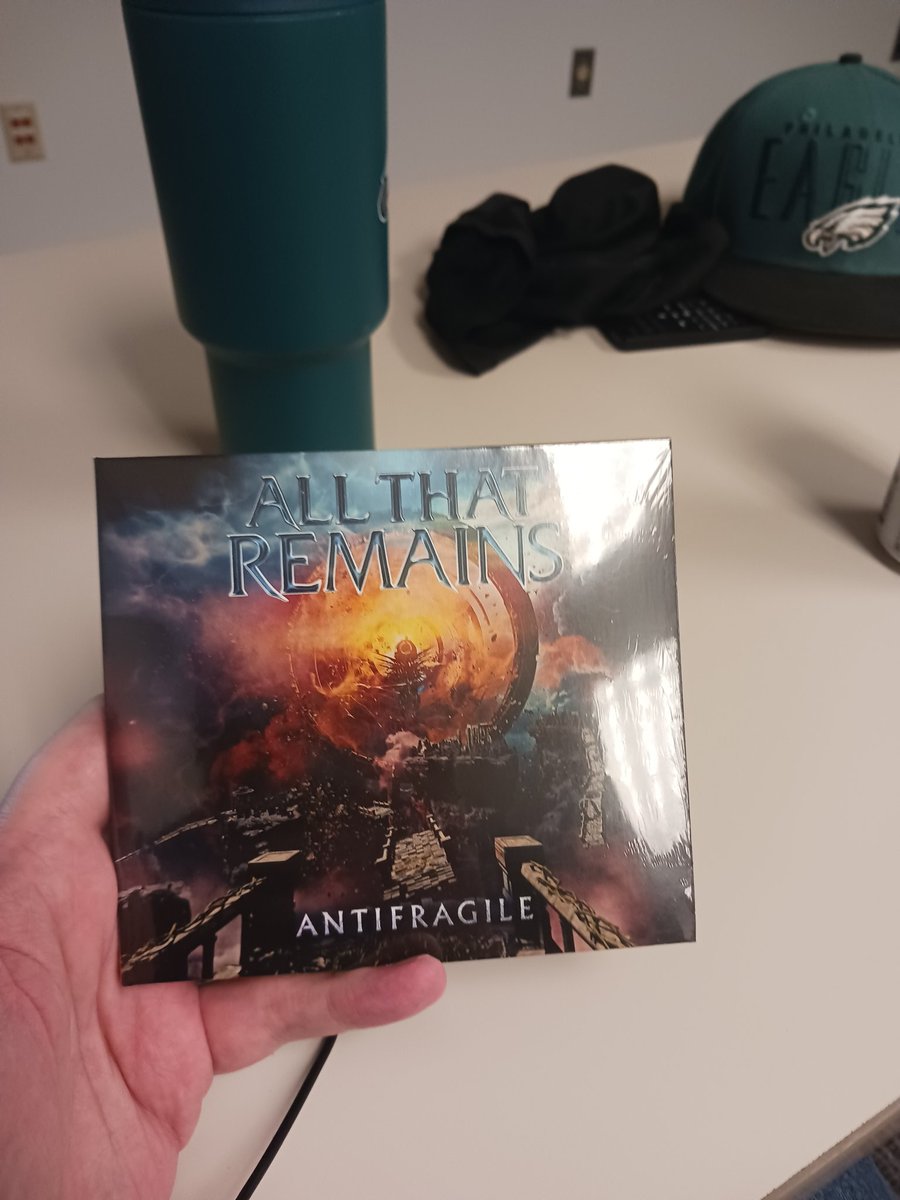 PHILADEL
EAGL
ALL THAT
REMAINS
ANTIFRAGILE